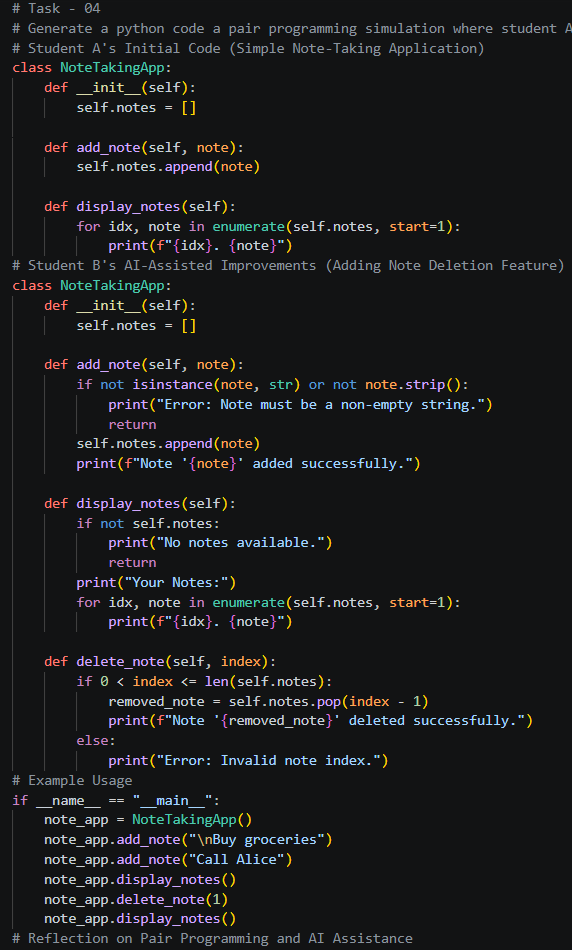 # Task - 04
# Generate a python code a pair programming simulation where student A
# Student A's Initial Code (Simple Note-Taking Application)
class NoteTakingApp:
    def __init__(self):
        self.notes = []

    def add_note(self, note):
        self.notes.append(note)

    def display_notes(self):
        for idx, note in enumerate(self.notes, start=1):
            print(f"{idx}. {note}")
# Student B's AI-Assisted Improvements (Adding Note Deletion Feature)
class NoteTakingApp:
    def __init__(self):
        self.notes = []

    def add_note(self, note):
        if not isinstance(note, str) or not note.strip():
            print("Error: Note must be a non-empty string.")
            return
        self.notes.append(note)
        print(f"Note '{note}' added successfully.")

    def display_notes(self):
        if not self.notes:
            print("No notes available.")
            return
        print("Your Notes:")
        for idx, note in enumerate(self.notes, start=1):
            print(f"{idx}. {note}")

    def delete_note(self, index):
        if 0 < index <= len(self.notes):
            removed_note = self.notes.pop(index - 1)
            print(f"Note '{removed_note}' deleted successfully.")
        else:
            print("Error: Invalid note index.")
# Example Usage
if __name__ == "__main__":
    note_app = NoteTakingApp()
    note_app.add_note("\nBuy groceries")
    note_app.add_note("Call Alice")
    note_app.display_notes()
    note_app.delete_note(1)
    note_app.display_notes()
# Reflection on Pair Programming and AI Assistance